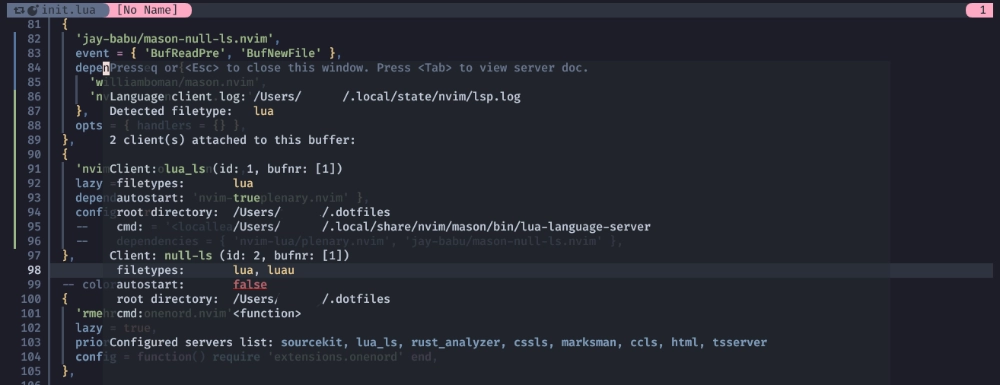 init.lua [No Name] 1
81 {
82 'jay-babu/mason-null-ls.nvim',
83 event = { 'BufReadPre', 'BufNewFile' },
84 depenPress q or <Esc> to close this window. Press <Tab> to view server doc.
85 'williamboman/mason.nvim',
86 'n Language client log: /Users/ /.local/state/nvim/lsp.log
87 }, Detected filetype: lua
88 opts = { handlers = {} },
89 }, 2 client(s) attached to this buffer:
90 {
91 'nvim Client: lua_ls (id: 1, bufnr: [1])
92 lazy filetypes: lua
93 depen autostart: true plenary.nvim' },
94 config root directory: /Users/ /.dotfiles
95 -- cmd: /Users/ /.local/share/nvim/mason/bin/lua-language-server
96 -- dependencies = { 'nvim-lua/plenary.nvim', 'jay-babu/mason-null-ls.nvim' },
97 }, Client: null-ls (id: 2, bufnr: [1])
98 filetypes: lua, luau
99 -- colo autostart: false
100 { root directory: /Users/ /.dotfiles
101 'rmehri cmd: onenord.nvim' <function>
102 lazy = true,
103 prior Configured servers list: sourcekit, lua_ls, rust_analyzer, cssls, marksman, ccls, html, tsserver
104 config = function() require 'extensions.onenord' end,
105 },
106